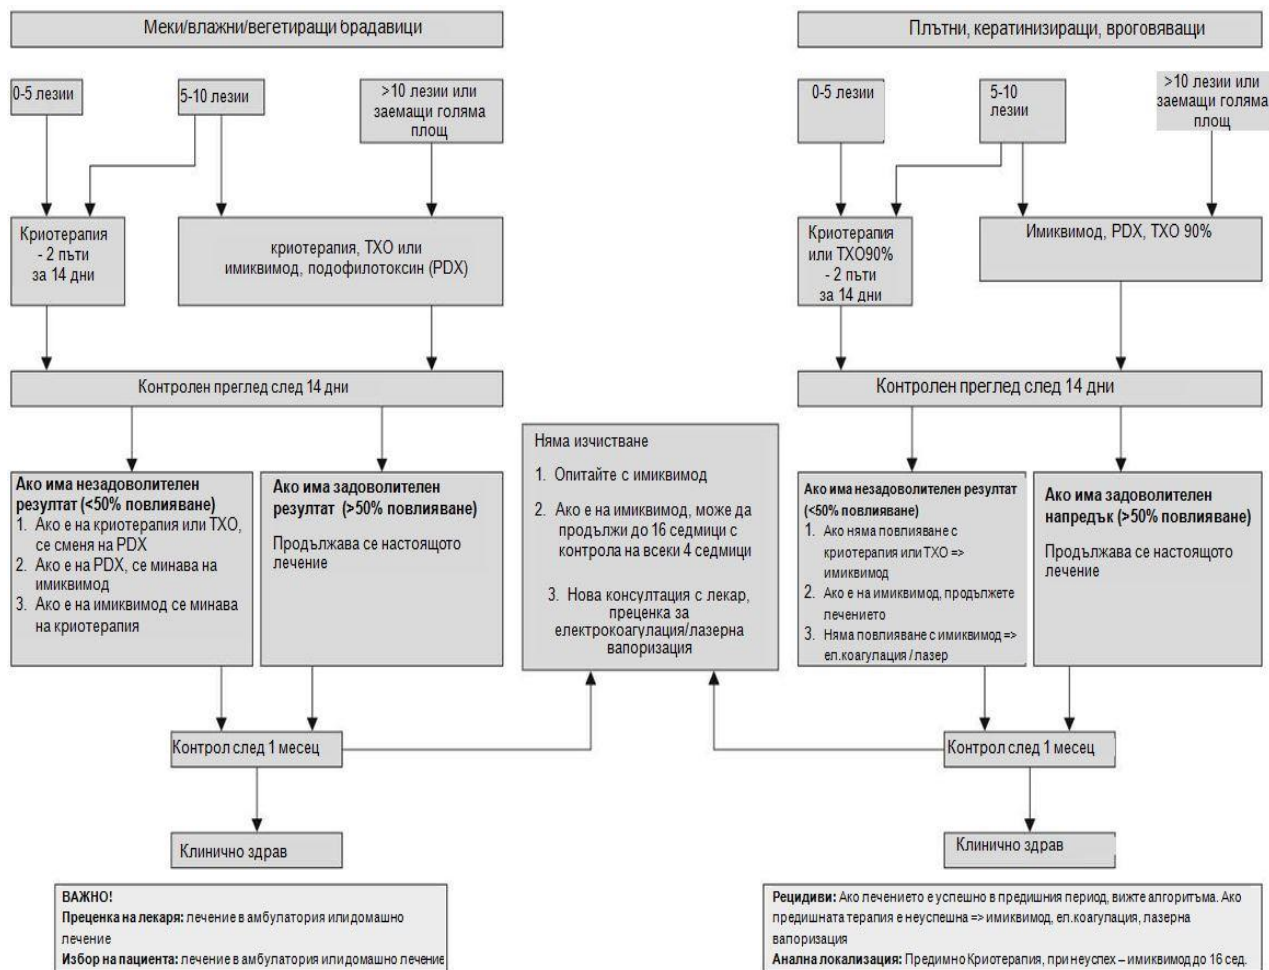 Меки/влажни/вегетиращи брадавици
0-5 лезии
5-10 лезии
>10 лезии или
заемащи голяма
площ
Криотерапия
- 2 пъти
за 14 дни
криотерапия, ТХО или
имиквимод, подофилотоксин (PDX)
Контролен преглед след 14 дни
Ако има незадоволителен
резултат (<50% повлияване)
1. Ако е на криотерапия или ТХО,
се сменя на PDX
2. Ако е на PDX, се минава на
имиквимод
3. Ако е на имиквимод се минава
на криотерапия
Ако има задоволителен
резултат (>50% повлияване)
Продължава се настоящото
лечение
Контрол след 1 месец
Клинично здрав
ВАЖНО!
Преценка на лекаря: лечение в амбулатория или домашно
лечение
Избор на пациента: лечение в амбулатория или домашно лечение
Няма изчистване
1. Опитайте с имиквимод
2. Ако е на имиквимод, може да
продължи до 16 седмици с
контрола на всеки 4 седмици
3. Нова консултация с лекар,
преценка за
електрокоагулация/лазерна
вапоризация
Плътни, кератинизиращи, вроговяващи
0-5 лезии
5-10
лезии
>10 лезии или
заемащи голяма
площ
Криотерапия
или ТХО90%
- 2 пъти
за 14 дни
Имиквимод, PDX, ТХО 90%
Контролен преглед след 14 дни
Ако има незадоволителен резултат
(<50% повлияване)
1. Ако няма повлияване с
криотерапия или ТХО =>
имиквимод
2. Ако е на имиквимод, продължете
лечението
3. Няма повлияване с имиквимод =>
ел.коагулация / лазер
Ако има задоволителен
напредък (>50% повлияване)
Продължава се настоящото
лечение
Контрол след 1 месец
Клинично здрав
Рецидиви: Ако лечението е успешно в предишния период, вижте алгоритъма. Ако
предишната терапия е неуспешна => имиквимод, ел.коагулация, лазерна
вапоризация
Анална локализация: Предимно Криотерапия, при неуспех – имиквимод до 16 сед.